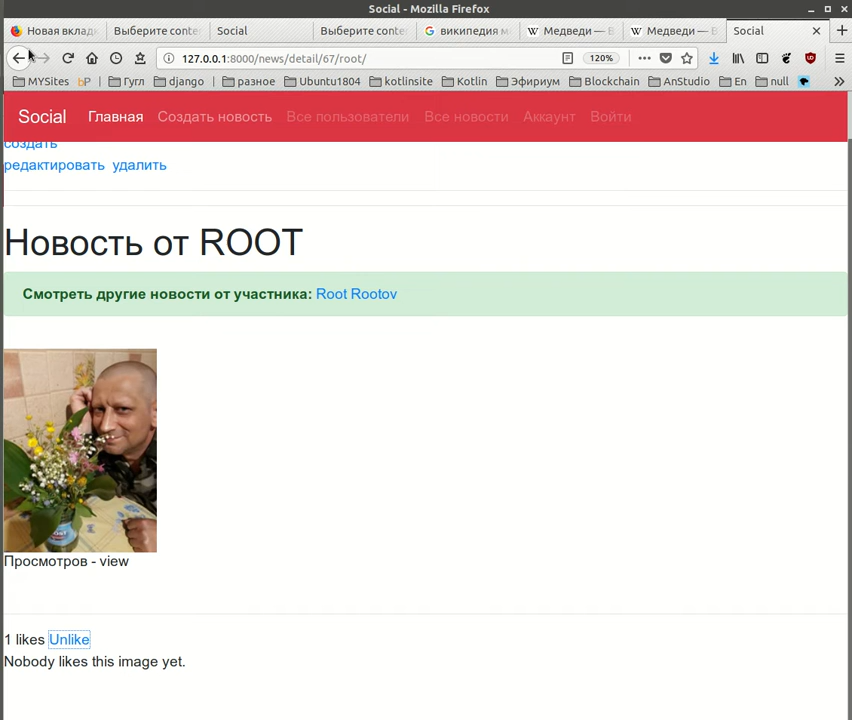 Social - Mozilla Firefox
Новая вклад Выберите conte Social Выберите conte википедия м Медведи — В Медведи — В Social
127.0.0.1:8000/news/detail/67/root/ 120%
MYSites bP Гугл django разное Ubuntu1804 kotlinsite Kotlin Эфириум Blockchain AnStudio En null
Social Главная Создать новость Все пользователи Все новости Аккаунт Войти
создать
редактировать удалить
Новость от ROOT
Смотреть другие новости от участника: Root Rootov
Просмотров - view
1 likes Unlike
Nobody likes this image yet.